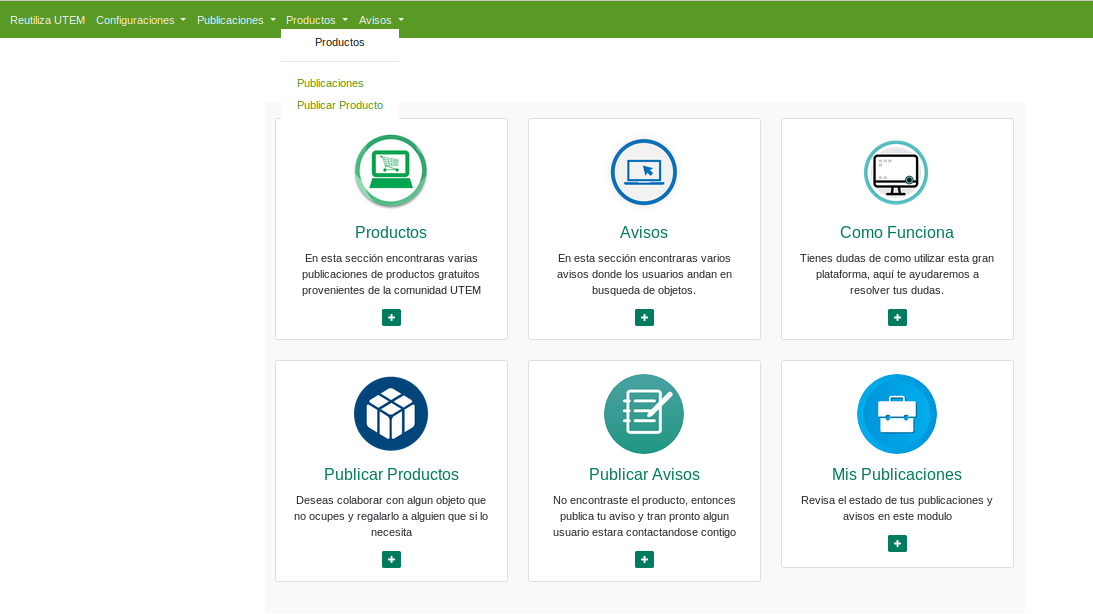 Reutiliza UTEM Configuraciones Publicaciones Productos Avisos
Productos
Publicaciones
Publicar Producto
Productos
En esta sección encontraras varias
publicaciones de productos gratuitos
provenientes de la comunidad UTEM
Avisos
En esta sección encontraras varios
avisos donde los usuarios andan en
busqueda de objetos.
Como Funciona
Tienes dudas de como utilizar esta gran
plataforma, aquí te ayudaremos a
resolver tus dudas.
Publicar Productos
Deseas colaborar con algun objeto que
no ocupes y regalarlo a alguien que si lo
necesita
Publicar Avisos
No encontraste el producto, entonces
publica tu aviso y tran pronto algun
usuario estara contactandose contigo
Mis Publicaciones
Revisa el estado de tus publicaciones y
avisos en este modulo